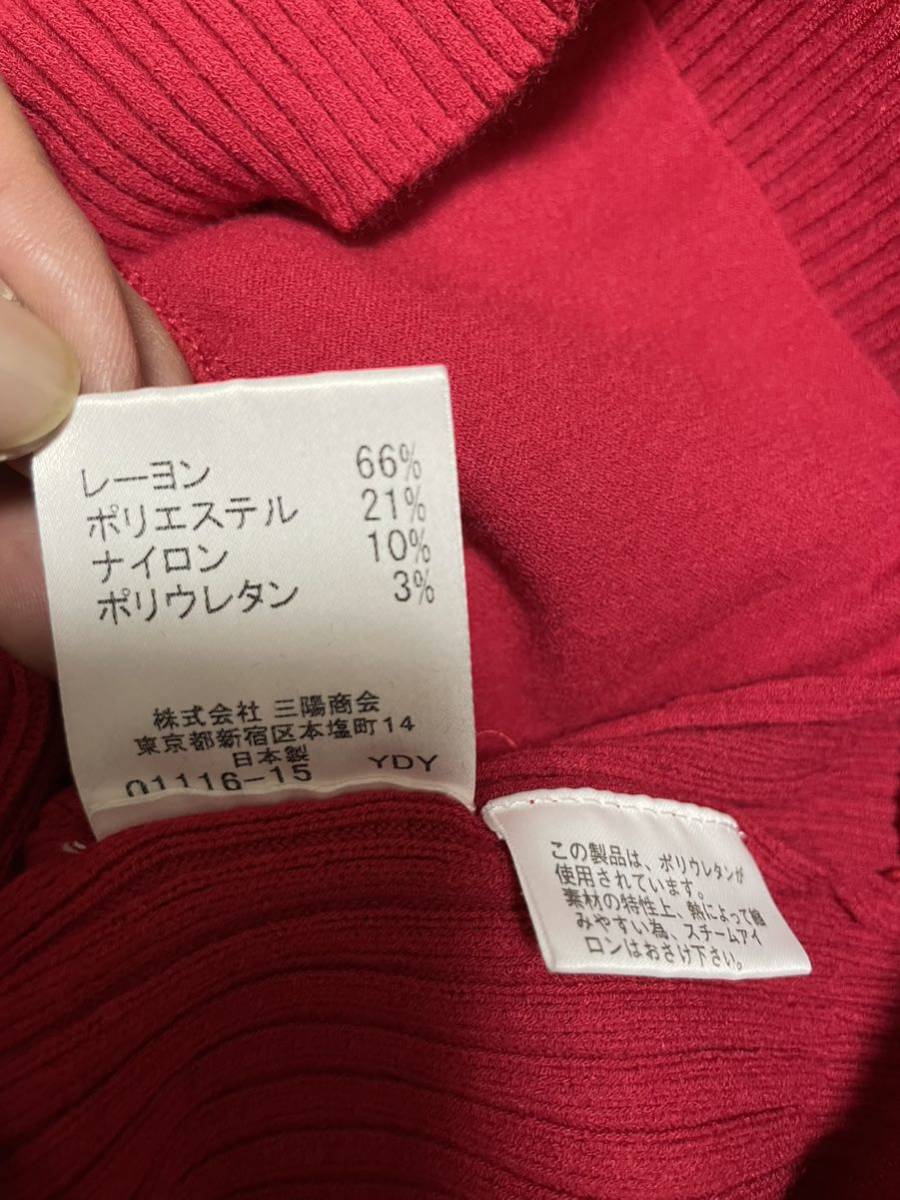 レーヨン 66%
ポリエステル 21%
ナイロン 10%
ポリウレタン 3%
株式会社 三陽商会
東京都新宿区本塩町14
日本製
01116-15 YDY
この製品は、ポリウレタンが
使用されています。
素材の特性上、熱によって縮
みやすい為、スチームアイ
ロンはおさけ下さい。